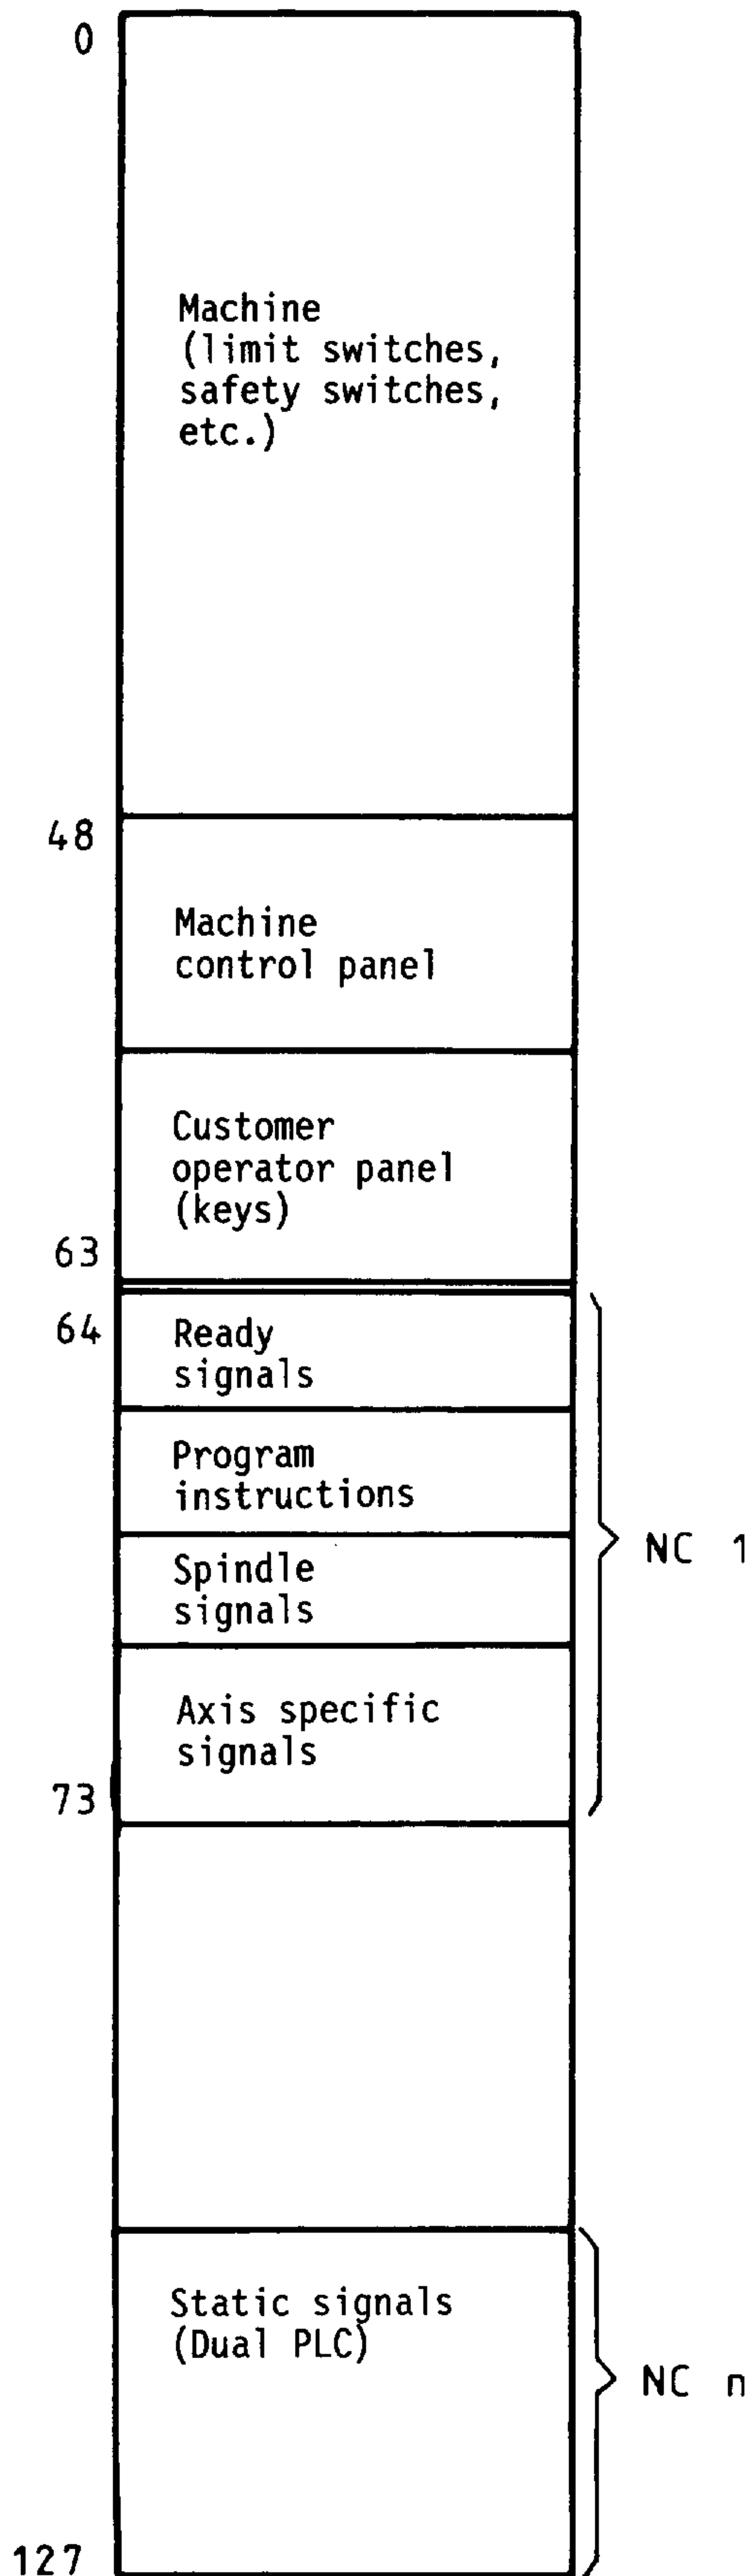 0
Machine
(limit switches,
safety switches,
etc.)
48
Machine
control panel
Customer
operator panel
(keys)
63
64
Ready
signals
Program
instructions
NC 1
Spindle
signals
Axis specific
signals
73
Static signals
(Dual PLC)
NC n
127